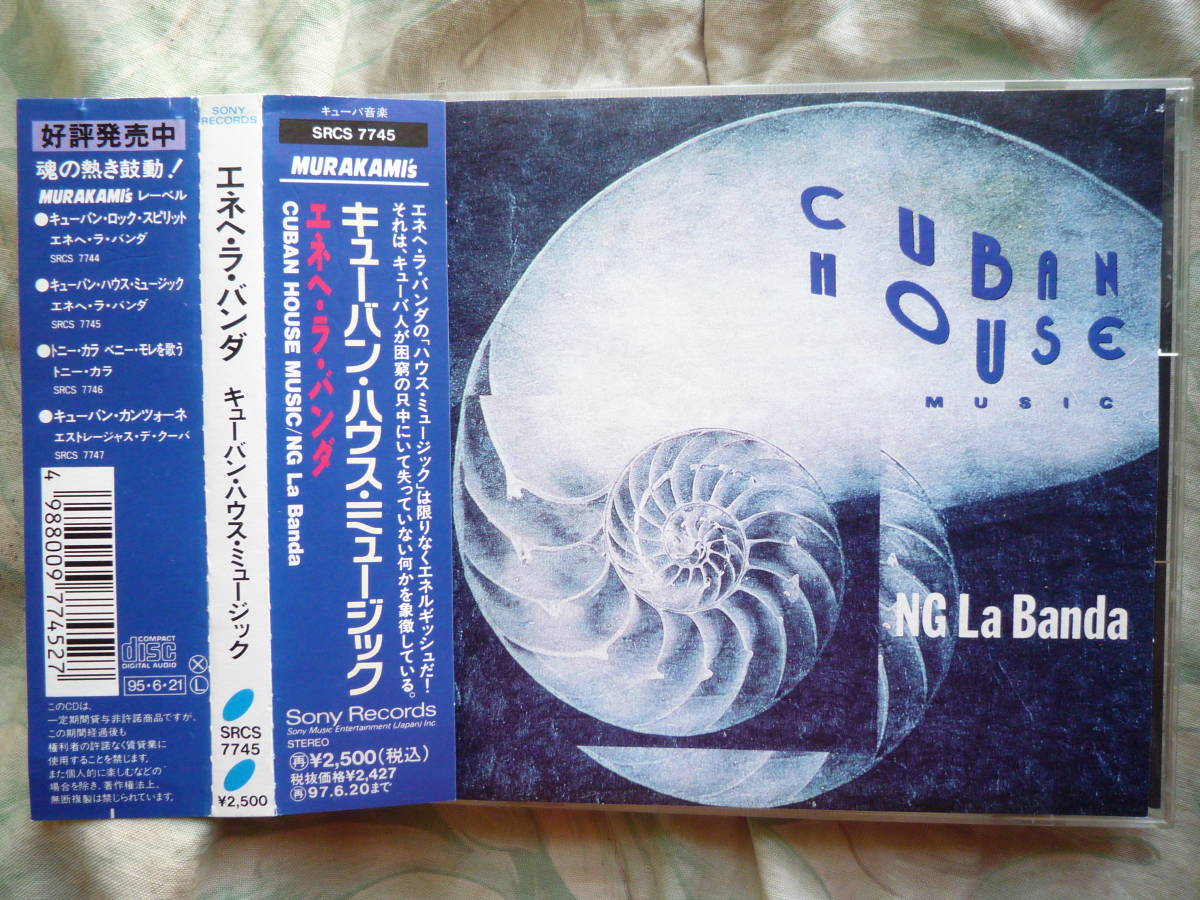 好評発売中
魂の熱き鼓動!
MURAKAMI's レーベル
●キューバン・ロック・スピリット
エネヘ・ラ・バンダ
SRCS 7744
●キューバン・ハウス・ミュージック
エネヘ・ラ・バンダ
SRCS 7745
●トニー・カラ ベニー・モレを歌う
トニー・カラ
SRCS 7746
●キューバン・カンツォーネ
エストレージャス・デ・クーバ
SRCS 7747
4 988009 774527
COMPACT
disc
DIGITAL AUDIO
95・6・21
X
L
このCDは、
一定期間貸与非許諾商品ですが、
この期間経過後も
権利者の許諾なく賃貸業に
使用することを禁じます。
また個人的に楽しむなどの
場合を除き、著作権法上、
無断複製は禁じられています。
SONY
RECORDS
エネヘ・ラ・バンダ キューバン・ハウス・ミュージック
SRCS
7745
¥2,500
キューバ音楽
SRCS 7745
MURAKAMI's
エネヘ・ラ・バンダの「ハウス・ミュージック」は限りなくエネルギッシュだ!
それは、キューバ人が困窮の只中にいて失っていない何かを象徴している。
キューバン・ハウス・ミュージック
エネヘ・ラ・バンダ
CUBAN HOUSE MUSIC/NG La Banda
Sony Records
Sony Music Entertainment (Japan) Inc.
STEREO
再¥2,500(税込)
税抜価格¥2,427
再97.6.20まで
CUBAN
HOUSE
MUSIC
NG La Banda